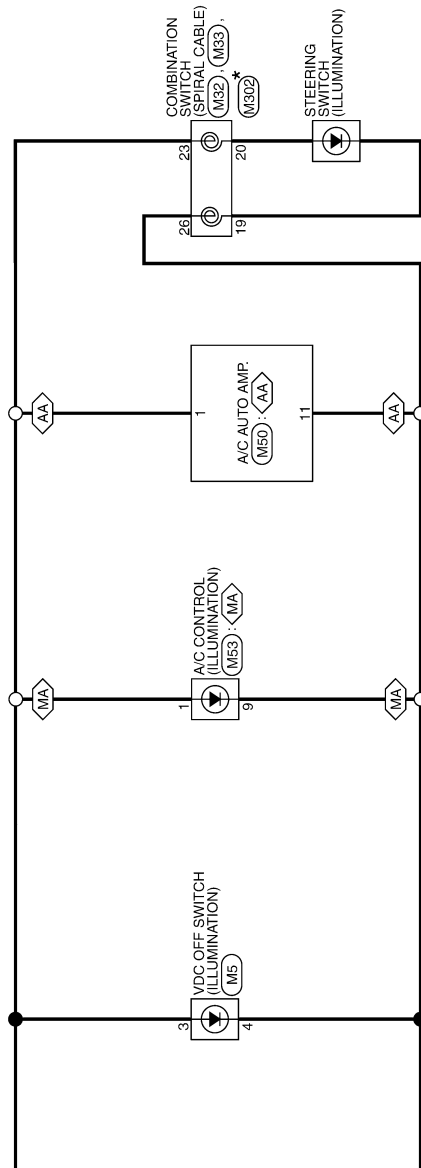 COMBINATION
SWITCH
(SPIRAL CABLE)
M32 , M33 ,
*
M302
23
26
20
19
STEERING
SWITCH
(ILLUMINATION)
AA
1
A/C AUTO AMP.
M50 : AA
11
AA
MA
1
A/C CONTROL
(ILLUMINATION)
M53 : MA
9
MA
3
VDC OFF SWITCH
(ILLUMINATION)
M5
4